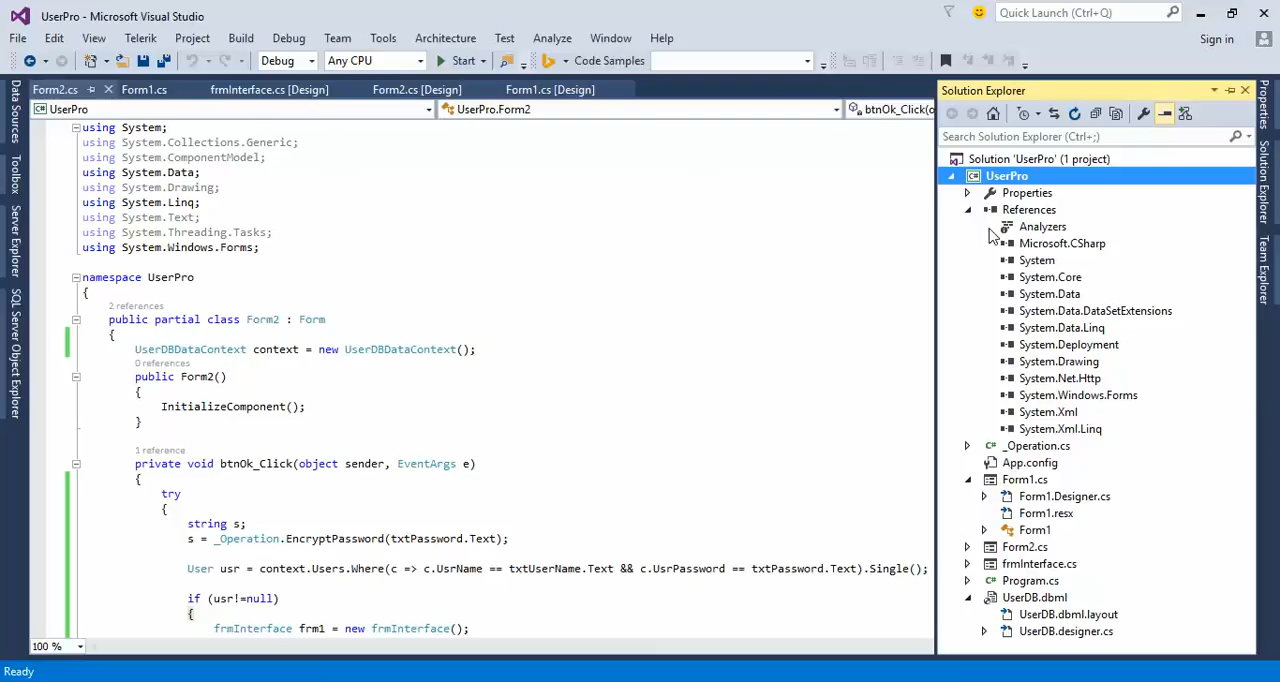 UserPro - Microsoft Visual Studio
Quick Launch (Ctrl+Q)
File Edit View Telerik Project Build Debug Team Tools Architecture Test Analyze Window Help
Sign in
Debug Any CPU Start Code Samples
Form2.cs Form1.cs frmInterface.cs [Design] Form2.cs [Design] Form1.cs [Design]
UserPro UserPro.Form2 btnOk_Click(o
Data Sources
Toolbox
Server Explorer
SQL Server Object Explorer
using System;
using System.Collections.Generic;
using System.ComponentModel;
using System.Data;
using System.Drawing;
using System.Linq;
using System.Text;
using System.Threading.Tasks;
using System.Windows.Forms;
namespace UserPro
{
2 references
public partial class Form2 : Form
{
UserDBDataContext context = new UserDBDataContext();
0 references
public Form2()
{
InitializeComponent();
}
1 reference
private void btnOk_Click(object sender, EventArgs e)
{
try
{
string s;
s = _Operation.EncryptPassword(txtPassword.Text);
User usr = context.Users.Where(c => c.UsrName == txtUserName.Text && c.UsrPassword == txtPassword.Text).Single();
if (usr!=null)
{
frmInterface frm1 = new frmInterface();
100 %
Solution Explorer
Search Solution Explorer (Ctrl+;)
Solution 'UserPro' (1 project)
UserPro
Properties
References
Analyzers
Microsoft.CSharp
System
System.Core
System.Data
System.Data.DataSetExtensions
System.Data.Linq
System.Deployment
System.Drawing
System.Net.Http
System.Windows.Forms
System.Xml
System.Xml.Linq
_Operation.cs
App.config
Form1.cs
Form1.Designer.cs
Form1.resx
Form1
Form2.cs
frmInterface.cs
Program.cs
UserDB.dbml
UserDB.dbml.layout
UserDB.designer.cs
Properties
Solution Explorer
Team Explorer
Ready